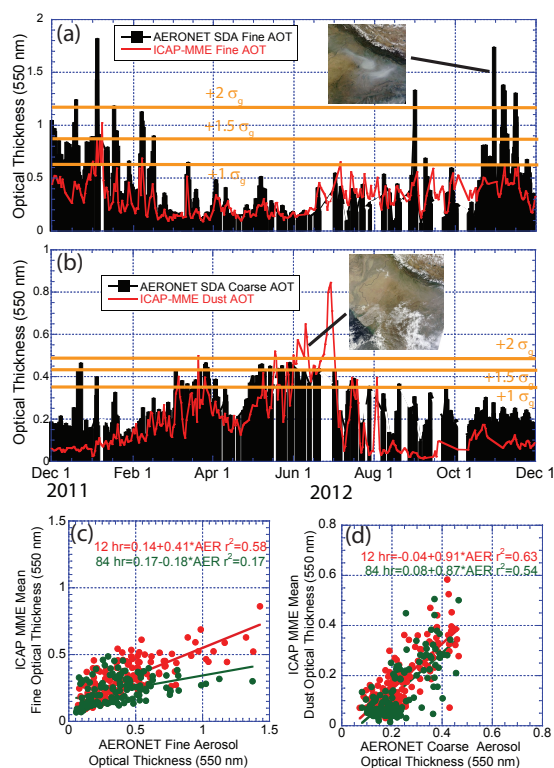 (a)
AERONET SDA Fine AOT
ICAP-MME Fine AOT
+2 σg
+1.5 σg
+1 σg
Optical Thickness (550 nm)
2
1.5
1
0.5
0
(b)
AERONET SDA Coarse AOT
ICAP-MME Dust AOT
+2 σg
+1.5 σg
+1 σg
Optical Thickness (550 nm)
1
0.8
0.6
0.4
0.2
0
Dec 1 Feb 1 Apr 1 Jun 1 Aug 1 Oct 1 Dec 1
2011 2012
(c)
12 hr=0.14+0.41*AER r²=0.58
84 hr=0.17-0.18*AER r²=0.17
ICAP MME Mean
Fine Optical Thickness (550 nm)
1.5
1
0.5
0
0 0.5 1 1.5
AERONET Fine Aerosol
Optical Thickness (550 nm)
(d)
12 hr=-0.04+0.91*AER r²=0.63
84 hr=0.08+0.87*AER r²=0.54
ICAP MME Mean
Dust Optical Thickness (550 nm)
0.8
0.6
0.4
0.2
0
0 0.2 0.4 0.6 0.8
AERONET Coarse Aerosol
Optical Thickness (550 nm)